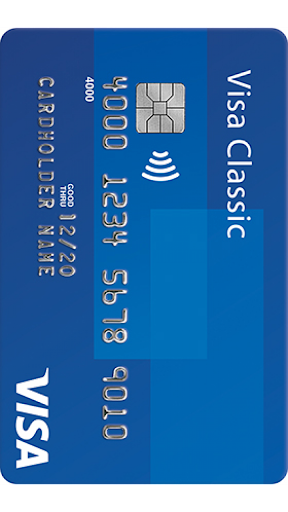 Visa Classic
4000 1234 5678 9010
4000
GOOD
THRU
12/20
CARDHOLDER NAME
VISA